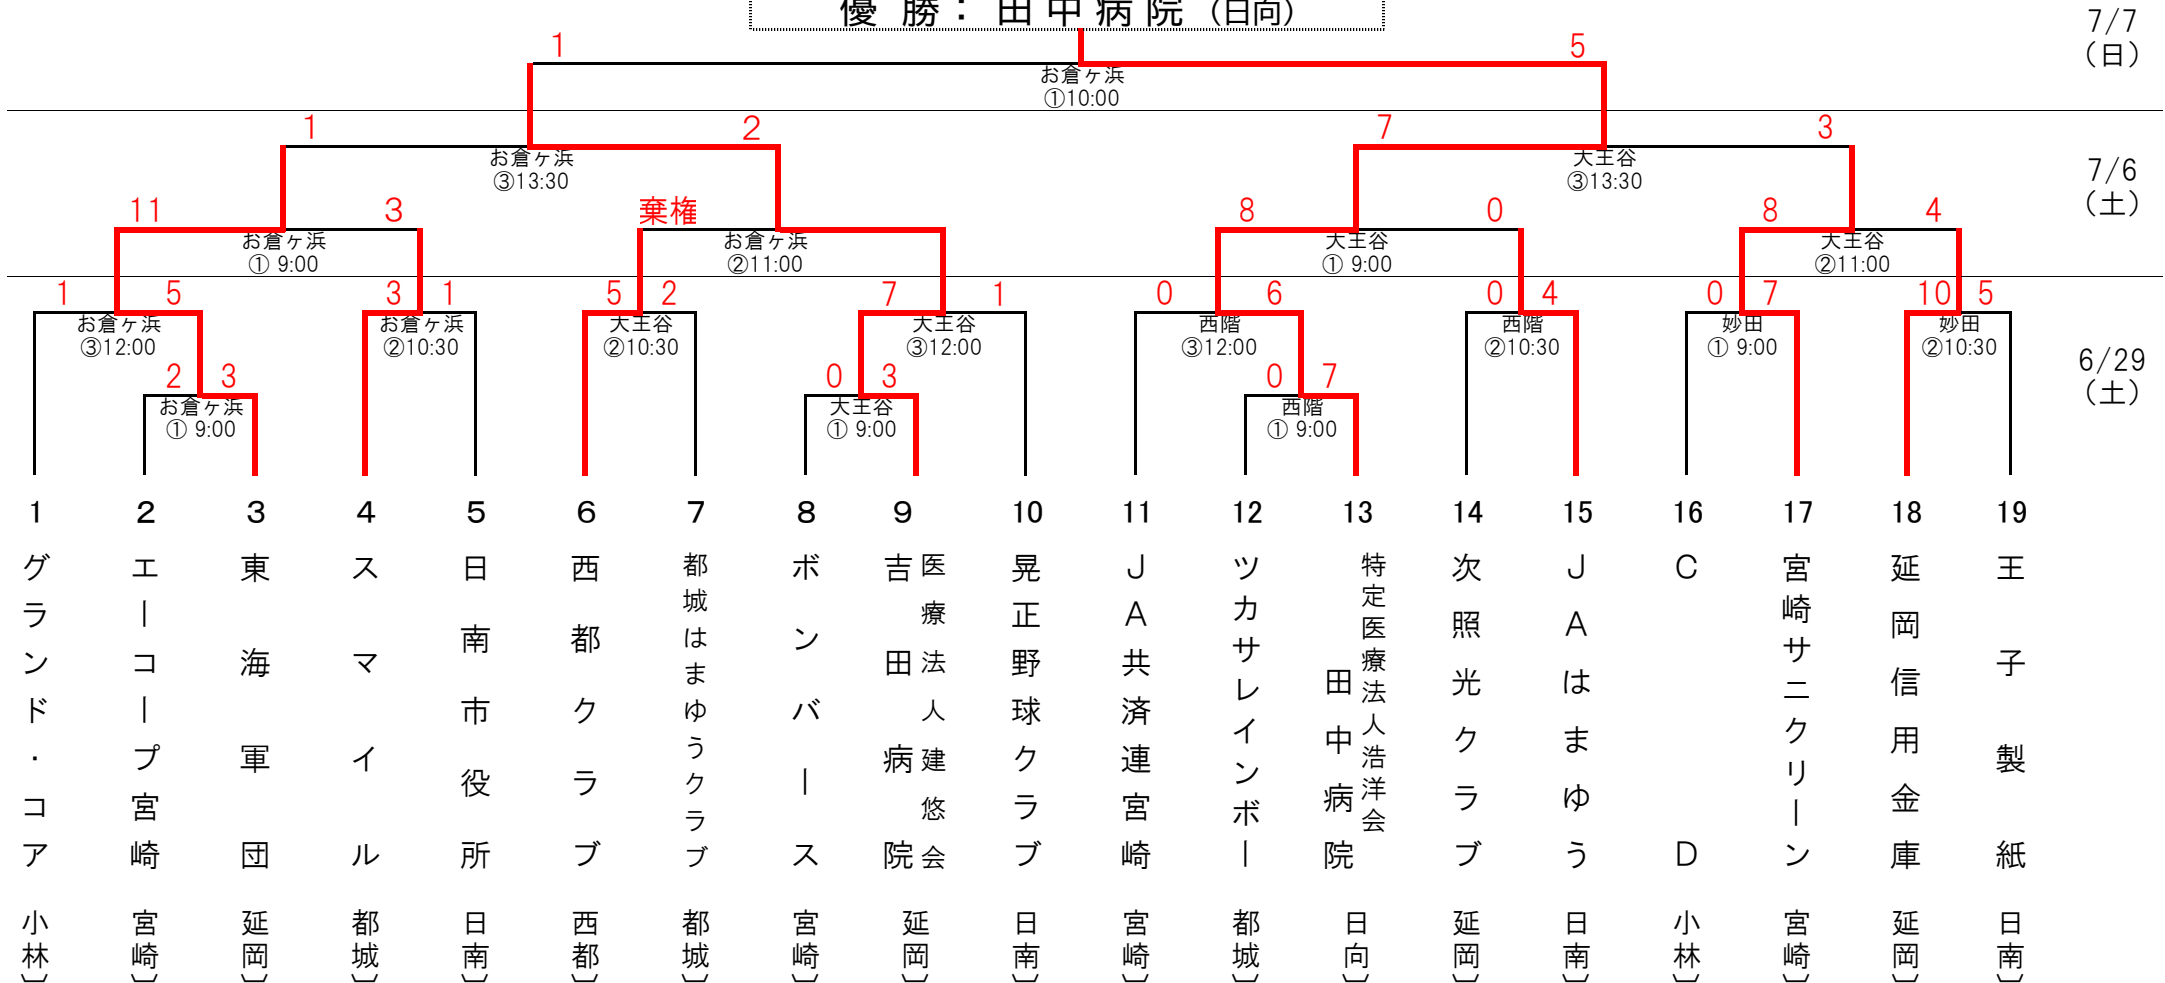 優 勝： 田 中 病 院 （日向）
7/7
（日）
1
5
お倉ヶ浜
①10:00
1
2
7
3
お倉ヶ浜
③13:30
大王谷
③13:30
7/6
（土）
11
3
棄権
8
0
8
4
お倉ヶ浜
① 9:00
お倉ヶ浜
②11:00
大王谷
① 9:00
大王谷
②11:00
1
5
3
1
5
2
7
1
0
6
0
4
0
7
10
5
お倉ヶ浜
③12:00
お倉ヶ浜
②10:30
大王谷
②10:30
大王谷
③12:00
西階
③12:00
西階
②10:30
妙田
① 9:00
妙田
②10:30
6/29
（土）
2
3
0
3
0
7
お倉ヶ浜
① 9:00
大王谷
① 9:00
西階
① 9:00
1
2
3
4
5
6
7
8
9
10
11
12
13
14
15
16
17
18
19
グランド・コア
エーコープ宮崎
東海軍団
スマイル
日南市役所
西都クラブ
都城はまゆうクラブ
ボンバース
医療法人建悠会
吉田病院
晃正野球クラブ
ＪＡ共済連宮崎
ツカサレインボー
特定医療法人浩洋会
田中病院
次照光クラブ
ＪＡはまゆう
ＣＤ
宮崎サニクリーン
延岡信用金庫
王子製紙
小林）
宮崎）
延岡）
都城）
日南）
西都）
都城）
宮崎）
延岡）
日南）
宮崎）
都城）
日向）
延岡）
日南）
小林）
宮崎）
延岡）
日南）